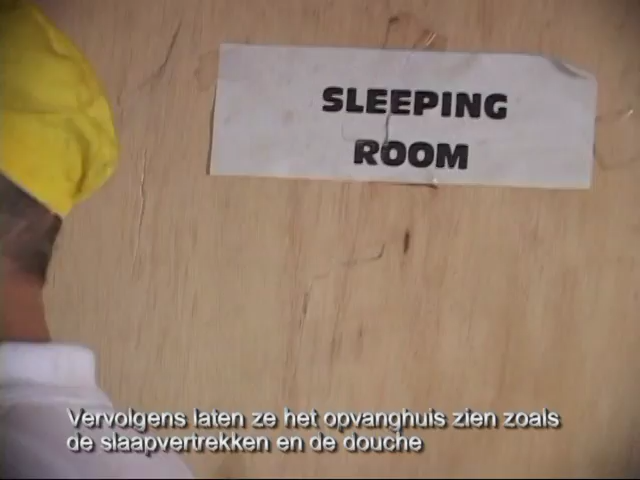 SLEEPING
ROOM
Vervolgens laten ze het opvanghuis zien zoals
de slaapvertrekken en de douche